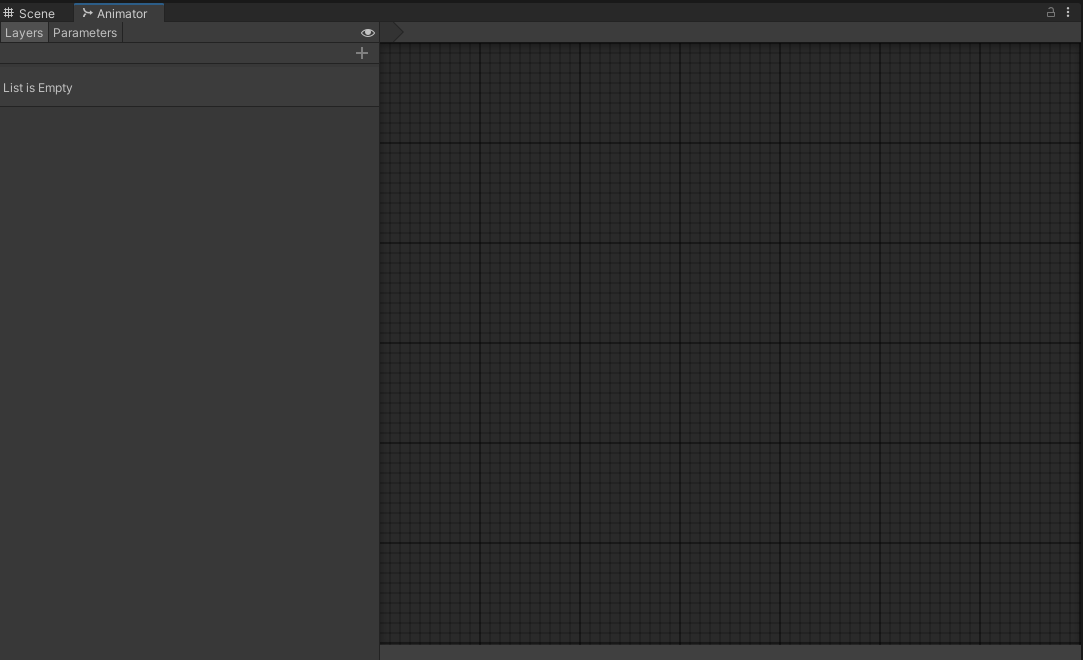 Scene Animator
Layers Parameters
List is Empty